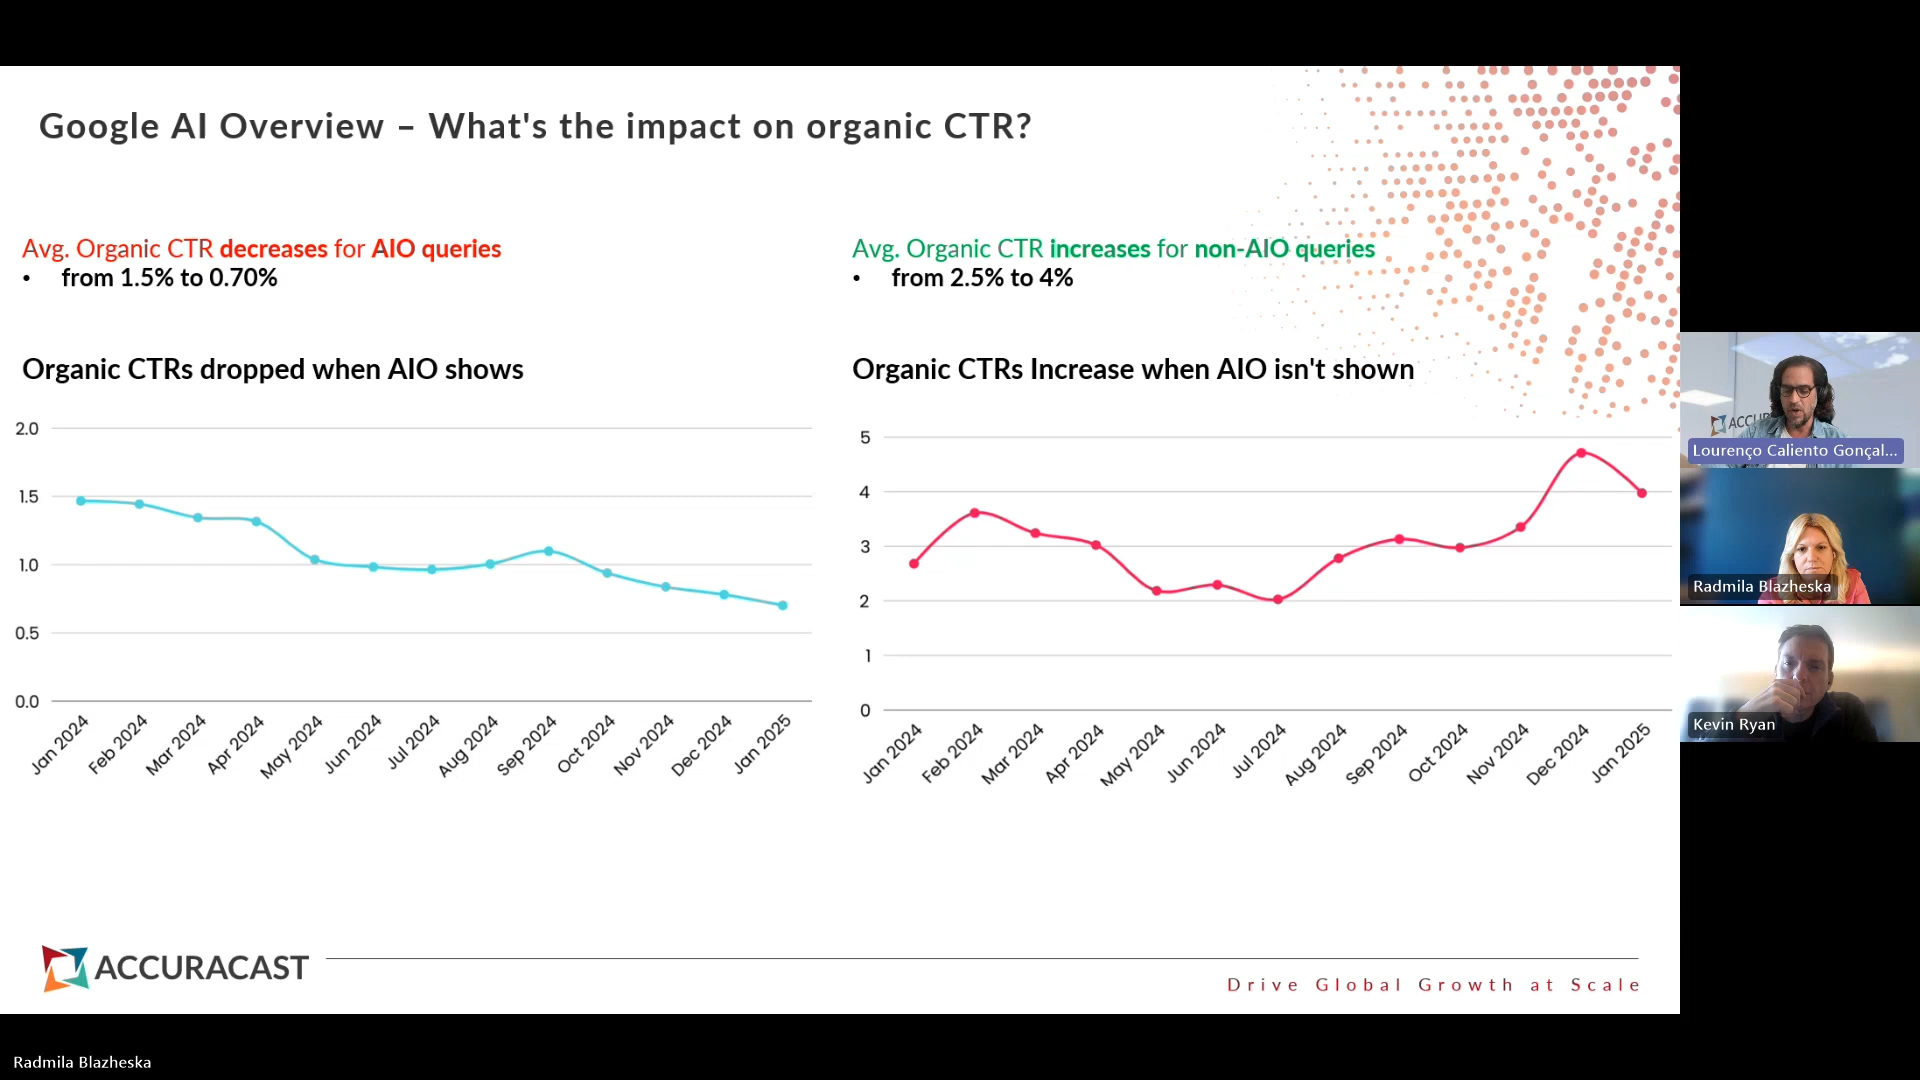 Google AI Overview – What's the impact on organic CTR?
Avg. Organic CTR decreases for AIO queries
• from 1.5% to 0.70%
Avg. Organic CTR increases for non-AIO queries
• from 2.5% to 4%
Organic CTRs dropped when AIO shows
2.0
1.5
1.0
0.5
0.0
Jan 2024
Feb 2024
Mar 2024
Apr 2024
May 2024
Jun 2024
Jul 2024
Aug 2024
Sep 2024
Oct 2024
Nov 2024
Dec 2024
Jan 2025
Organic CTRs Increase when AIO isn't shown
5
4
3
2
1
0
Jan 2024
Feb 2024
Mar 2024
Apr 2024
May 2024
Jun 2024
Jul 2024
Aug 2024
Sep 2024
Oct 2024
Nov 2024
Dec 2024
Jan 2025
ACCURACAST
Drive Global Growth at Scale
ACCU
Lourenço Caliento Gonçal...
Radmila Blazheska
Kevin Ryan
Radmila Blazheska